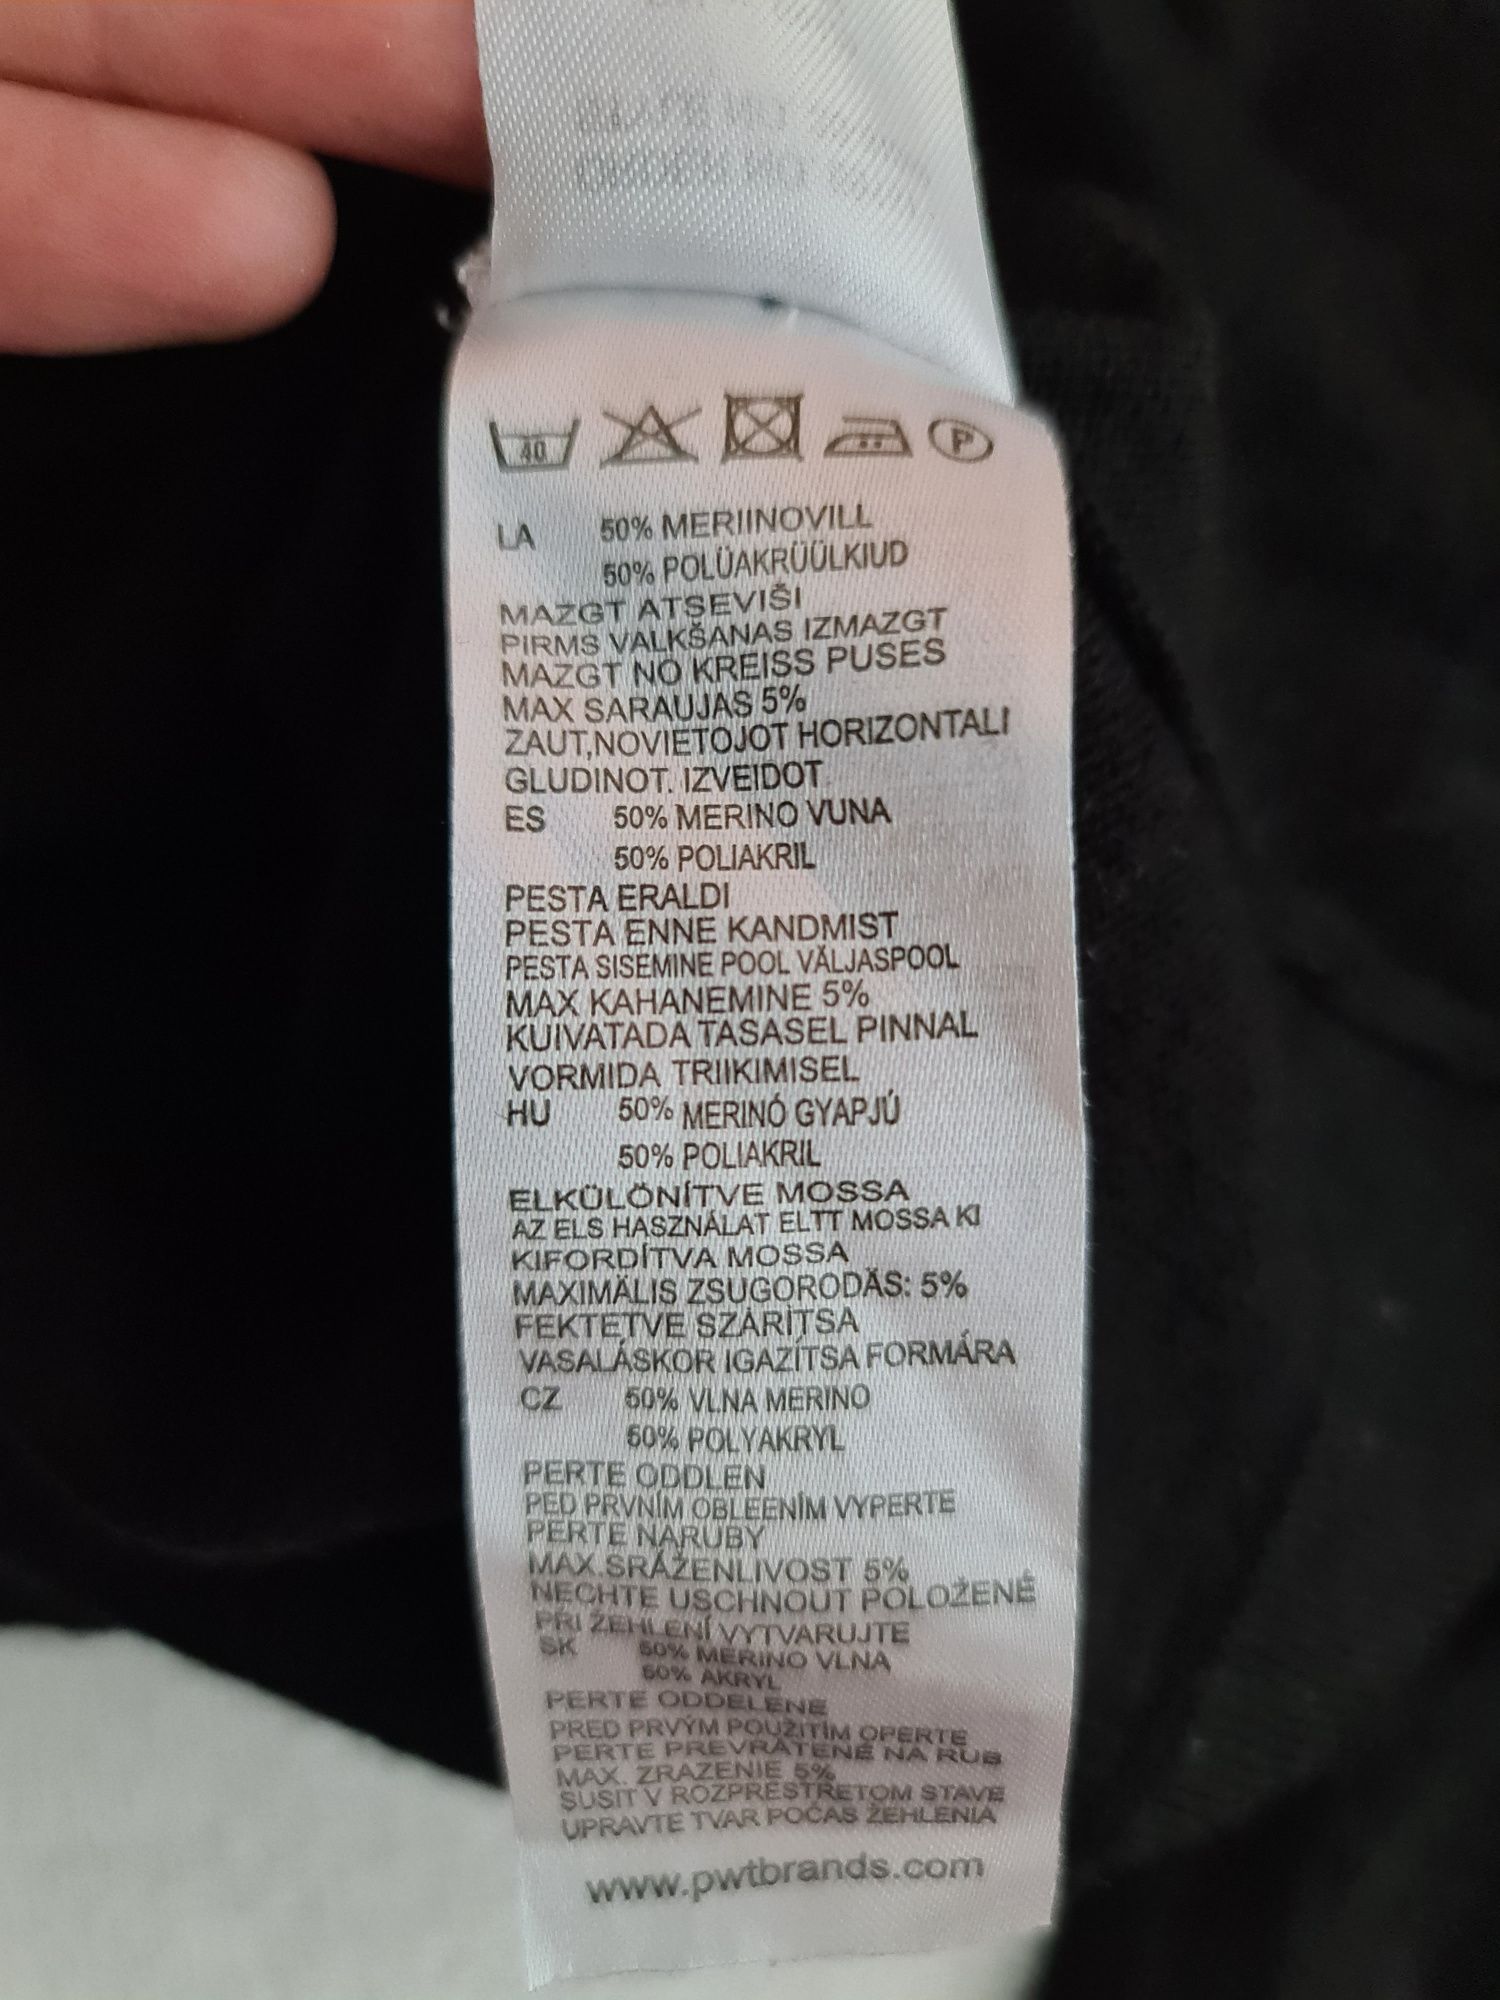 40 P
LA 50% MERIINOVILL
50% POLÜAKRÜÜLKIUD
MAZGT ATSEVIŠI
PIRMS VALKŠANAS IZMAZGT
MAZGT NO KREISS PUSES
MAX SARAUJAS 5%
ZAUT,NOVIETOJOT HORIZONTALI
GLUDINOT. IZVEIDOT
ES 50% MERINO VUNA
50% POLIAKRIL
PESTA ERALDI
PESTA ENNE KANDMIST
PESTA SISEMINE POOL VÄLJASPOOL
MAX KAHANEMINE 5%
KUIVATADA TASASEL PINNAL
VORMIDA TRIIKIMISEL
HU 50% MERINÓ GYAPJÚ
50% POLIAKRIL
ELKÜLÖNÍTVE MOSSA
AZ ELS HASZNÁLAT ELTT MOSSA KI
KIFORDÍTVA MOSSA
MAXIMÄLIS ZSUGORODÄS: 5%
FEKTETVE SZÁRÍTSA
VASALÁSKOR IGAZÍTSA FORMÁRA
CZ 50% VLNA MERINO
50% POLYAKRYL
PERTE ODDLEN
PED PRVNÍM OBLEENÍM VYPERTE
PERTE NARUBY
MAX.SRÁŽENLIVOST 5%
NECHTE USCHNOUT POLOŽENÉ
PRI ŽEHLENÍ VYTVARUJTE
SK 50% MERINO VLNA
50% AKRYL
PERTE ODDELENE
PRED PRVÝM POUŽITÍM OPERTE
PERTE PREVRÁTENÉ NA RUB
MAX. ZRAZENIE 5%
SUSIT V ROZPRESTRETOM STAVE
UPRAVTE TVAR POCAS ŽEHLENIA
www.pwtbrands.com